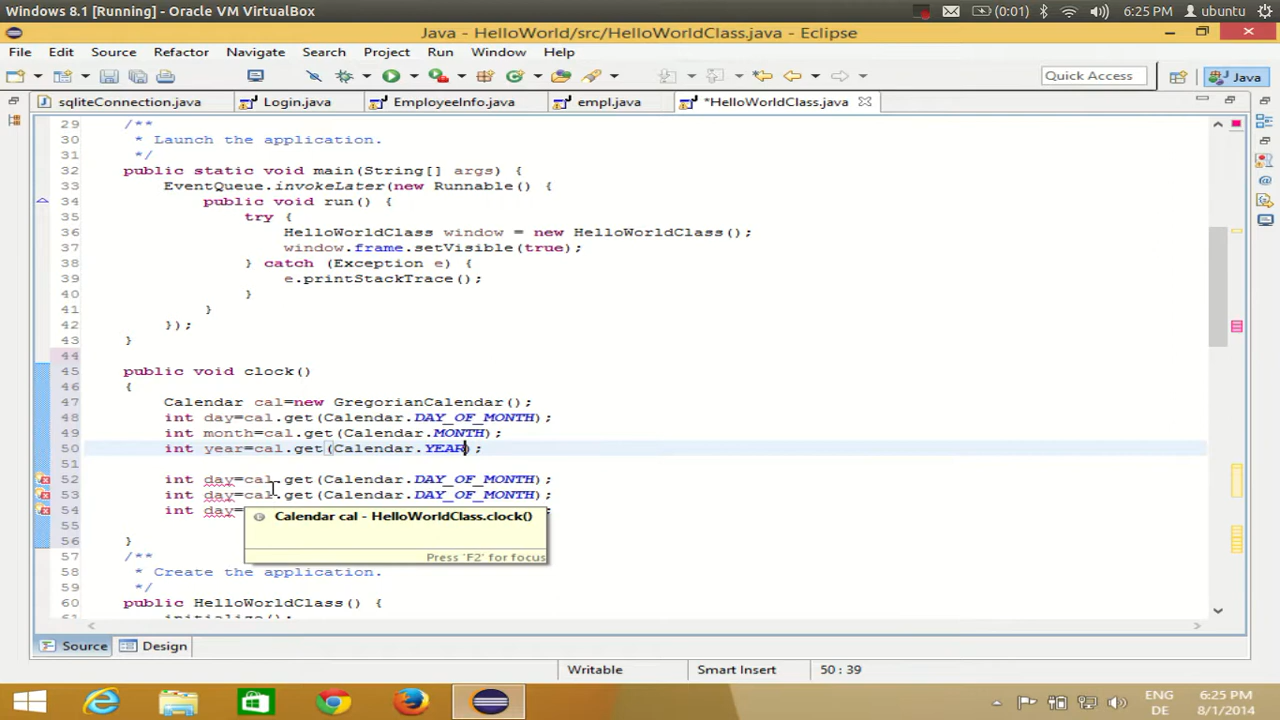 Windows 8.1 [Running] - Oracle VM VirtualBox
(0:01)
6:25 PM
ubuntu
Java - HelloWorld/src/HelloWorldClass.java - Eclipse
File Edit Source Refactor Navigate Search Project Run Window Help
Quick Access
Java
sqliteConnection.java
Login.java
EmployeeInfo.java
empl.java
*HelloWorldClass.java
29 /**
30 * Launch the application.
31 */
32 public static void main(String[] args) {
33 EventQueue.invokeLater(new Runnable() {
34 public void run() {
35 try {
36 HelloWorldClass window = new HelloWorldClass();
37 window.frame.setVisible(true);
38 } catch (Exception e) {
39 e.printStackTrace();
40 }
41 }
42 });
43 }
44
45 public void clock()
46 {
47 Calendar cal=new GregorianCalendar();
48 int day=cal.get(Calendar.DAY_OF_MONTH);
49 int month=cal.get(Calendar.MONTH);
50 int year=cal.get(Calendar.YEAR);
51
52 int day=cal.get(Calendar.DAY_OF_MONTH);
53 int day=cal.get(Calendar.DAY_OF_MONTH);
54 int day= ;
Calendar cal - HelloWorldClass.clock()
Press 'F2' for focus
55
56 }
57 /**
58 * Create the application.
59 */
60 public HelloWorldClass() {
61 initialize();
Source
Design
Writable
Smart Insert
50 : 39
ENG
DE
6:25 PM
8/1/2014